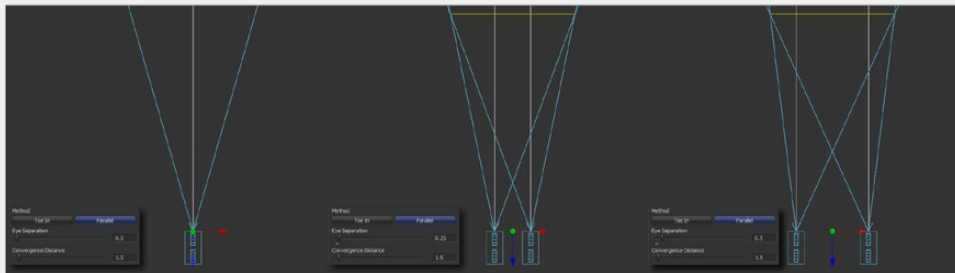 Method
Toe In Parallel
Eye Separation
0.0
Convergence Distance
1.5
Method
Toe In Parallel
Eye Separation
0.25
Convergence Distance
1.5
Method
Toe In Parallel
Eye Separation
0.5
Convergence Distance
1.5